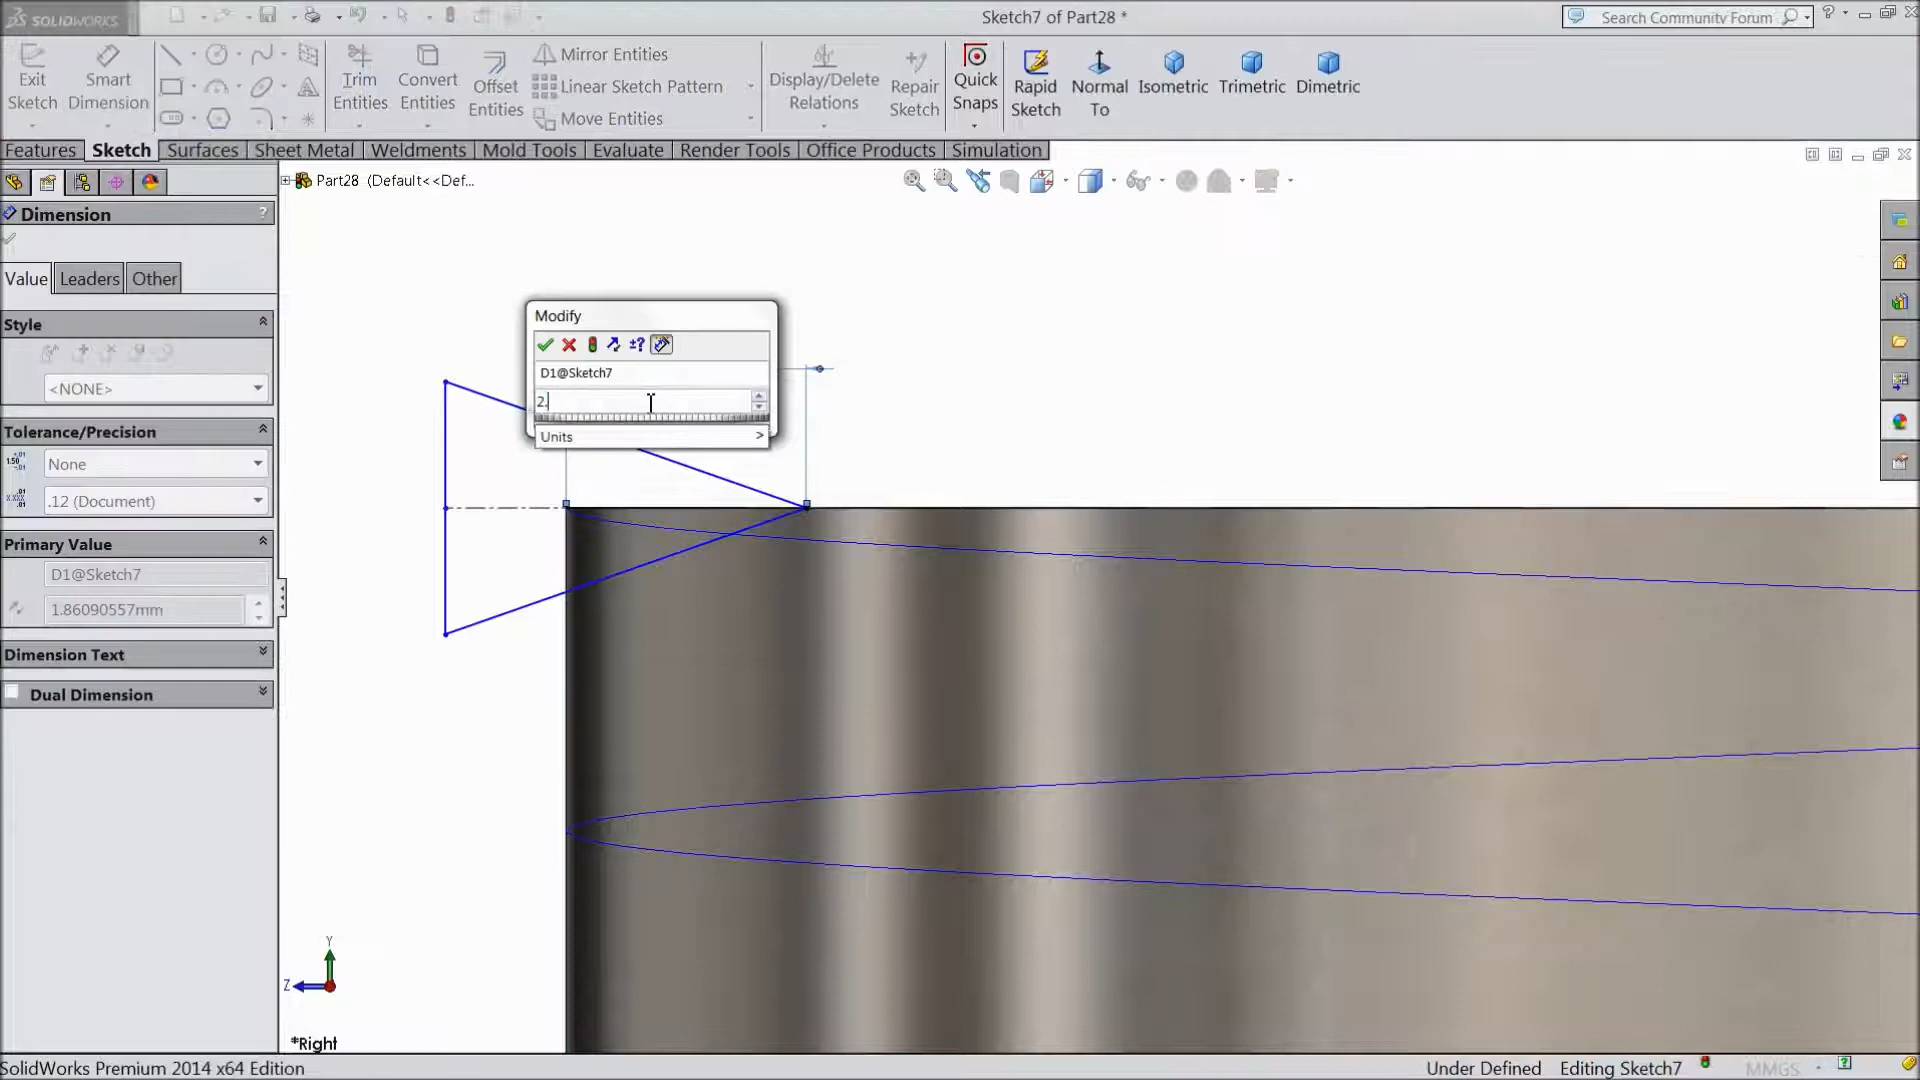 SOLIDWORKS
Sketch7 of Part28 *
Search Community Forum
Exit Sketch
Smart Dimension
Trim Entities
Convert Entities
Offset Entities
Mirror Entities
Linear Sketch Pattern
Move Entities
Display/Delete Relations
Repair Sketch
Quick Snaps
Rapid Sketch
Normal To
Isometric
Trimetric
Dimetric
Features Sketch Surfaces Sheet Metal Weldments Mold Tools Evaluate Render Tools Office Products Simulation
Part28 (Default<<Def...
Dimension
?
Value Leaders Other
Style
<NONE>
Tolerance/Precision
None
.12 (Document)
Primary Value
D1@Sketch7
1.86090557mm
Dimension Text
Dual Dimension
Modify
±?
D1@Sketch7
2.
Units >
Y
Z
*Right
SolidWorks Premium 2014 x64 Edition
Under Defined Editing Sketch7 MMGS